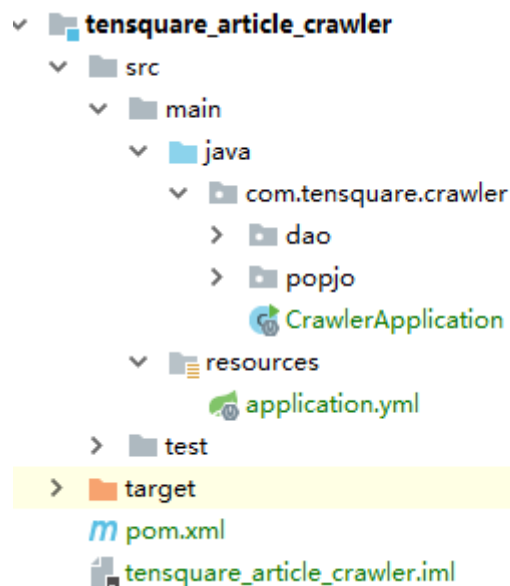 tensquare_article_crawler
src
main
java
com.tensquare.crawler
dao
popjo
CrawlerApplication
resources
application.yml
test
target
pom.xml
tensquare_article_crawler.iml